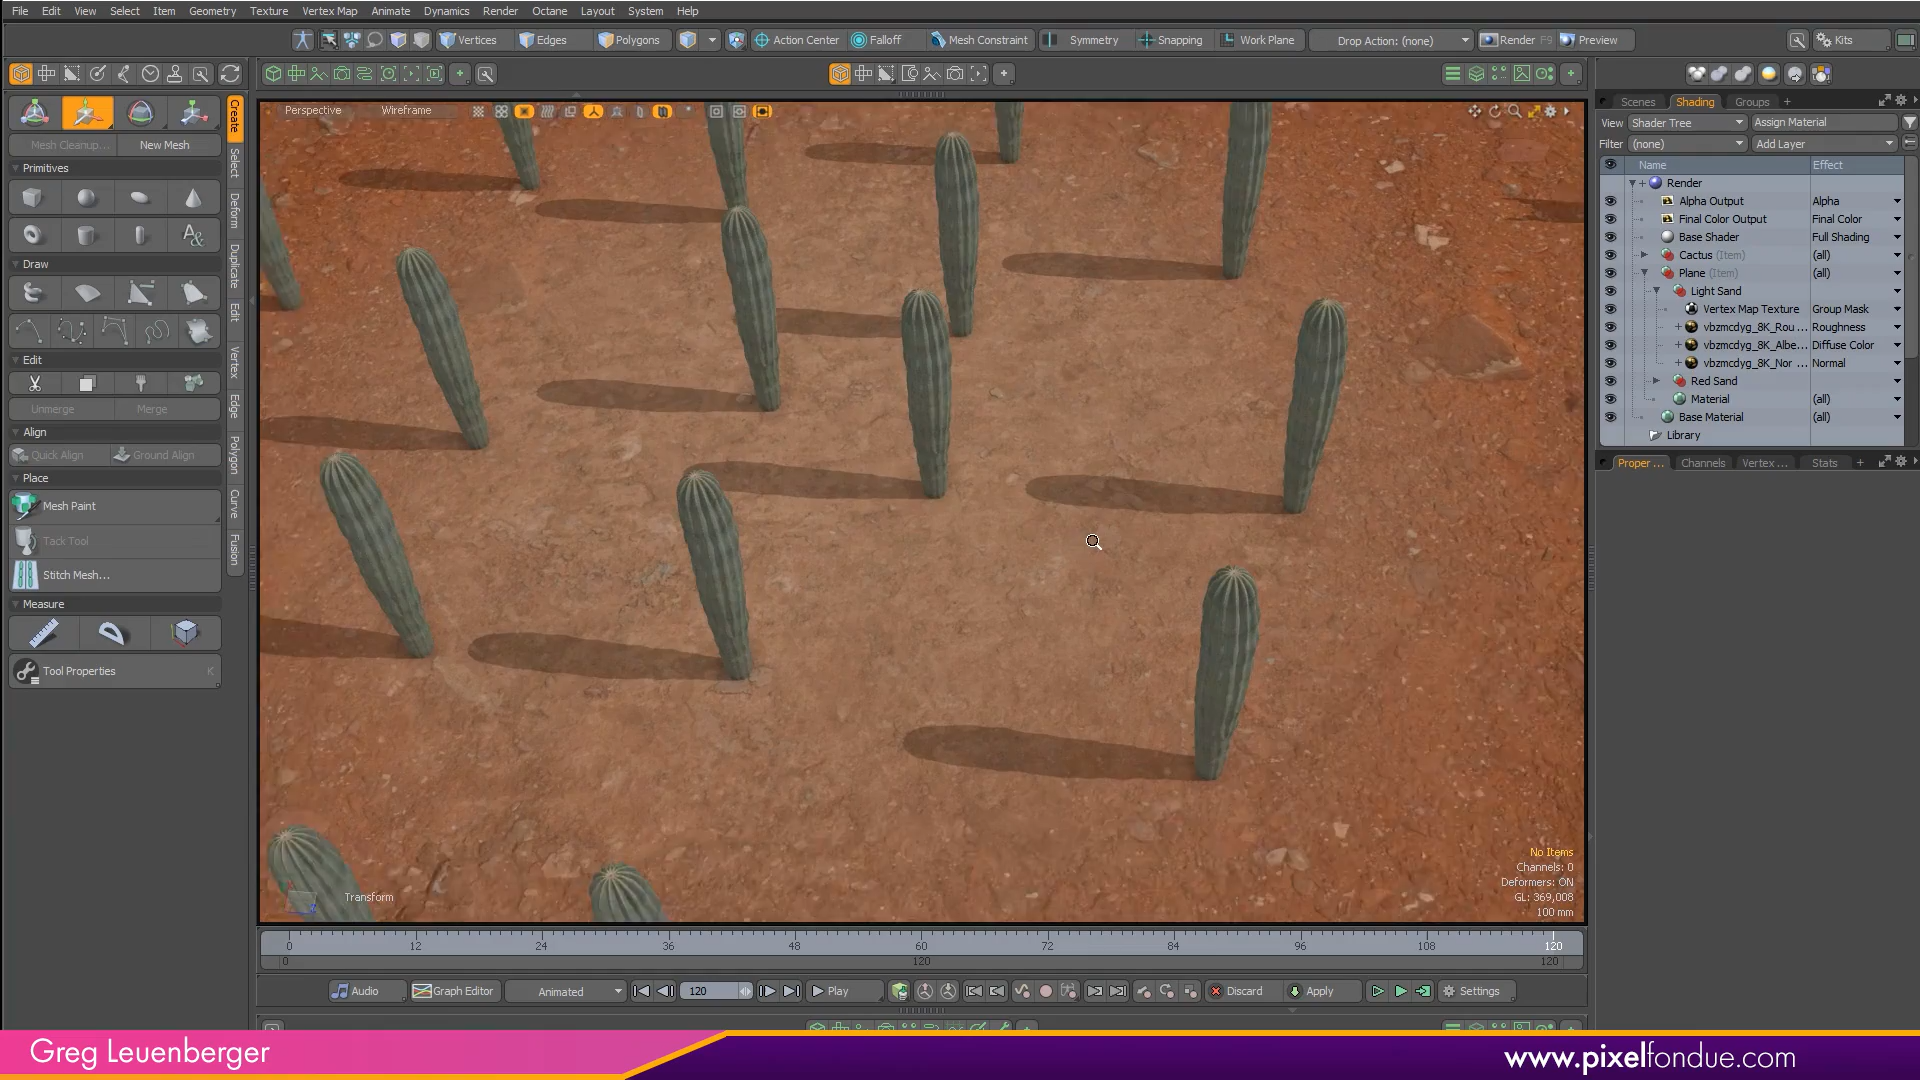 File Edit View Select Item Geometry Texture Vertex Map Animate Dynamics Render Octane Layout System Help
Vertices Edges Polygons Action Center Falloff Mesh Constraint Symmetry Snapping Work Plane Drop Action: (none) Render F9 Preview Kits
Scenes Shading Groups +
Perspective Wireframe
View Shader Tree Assign Material
Filter (none) Add Layer
Name Effect
Render
Alpha Output Alpha
Final Color Output Final Color
Base Shader Full Shading
Cactus (Item) (all)
Plane (Item) (all)
Light Sand
Vertex Map Texture Group Mask
vbzmcdyg_8K_Rou ... Roughness
vbzmcdyg_8K_Albe... Diffuse Color
vbzmcdyg_8K_Nor ... Normal
Red Sand
Material (all)
Base Material (all)
Library
Proper ... Channels Vertex ... Stats +
Mesh Cleanup... New Mesh
Primitives
Draw
Edit
Unmerge Merge
Align
Quick Align Ground Align
Place
Mesh Paint
Tack Tool
Stitch Mesh...
Measure
Tool Properties K
Create
Select
Deform
Duplicate
Edit
Vertex
Edge
Polygon
Curve
Fusion
Transform
No Items
Channels: 0
Deformers: ON
GL: 369,008
100 mm
0 12 24 36 48 60 72 84 96 108 120
0 120 120
Audio Graph Editor Animated 120 Play Discard Apply Settings
Greg Leuenberger
www.pixelfondue.com